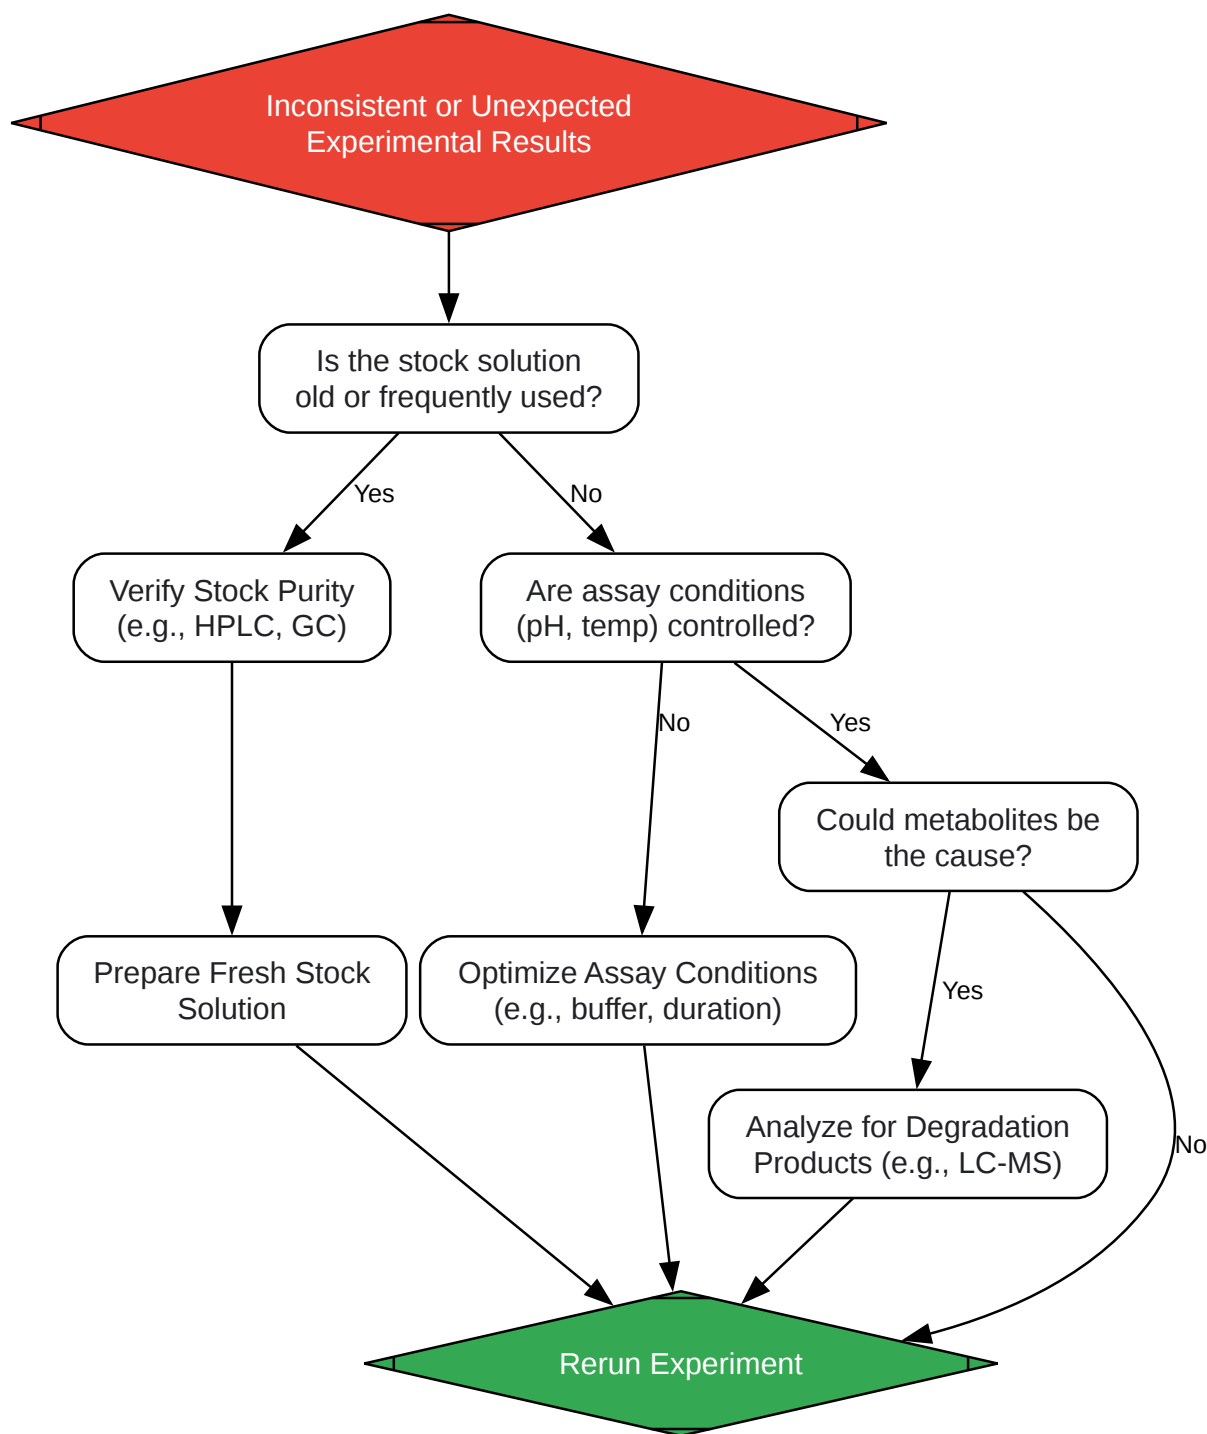 Inconsistent or Unexpected
Experimental Results
Is the stock solution
old or frequently used?
Yes
No
Verify Stock Purity
(e.g., HPLC, GC)
Are assay conditions
(pH, temp) controlled?
No
Yes
Could metabolites be
the cause?
Prepare Fresh Stock
Solution
Optimize Assay Conditions
(e.g., buffer, duration)
Yes
Analyze for Degradation
Products (e.g., LC-MS)
No
Rerun Experiment